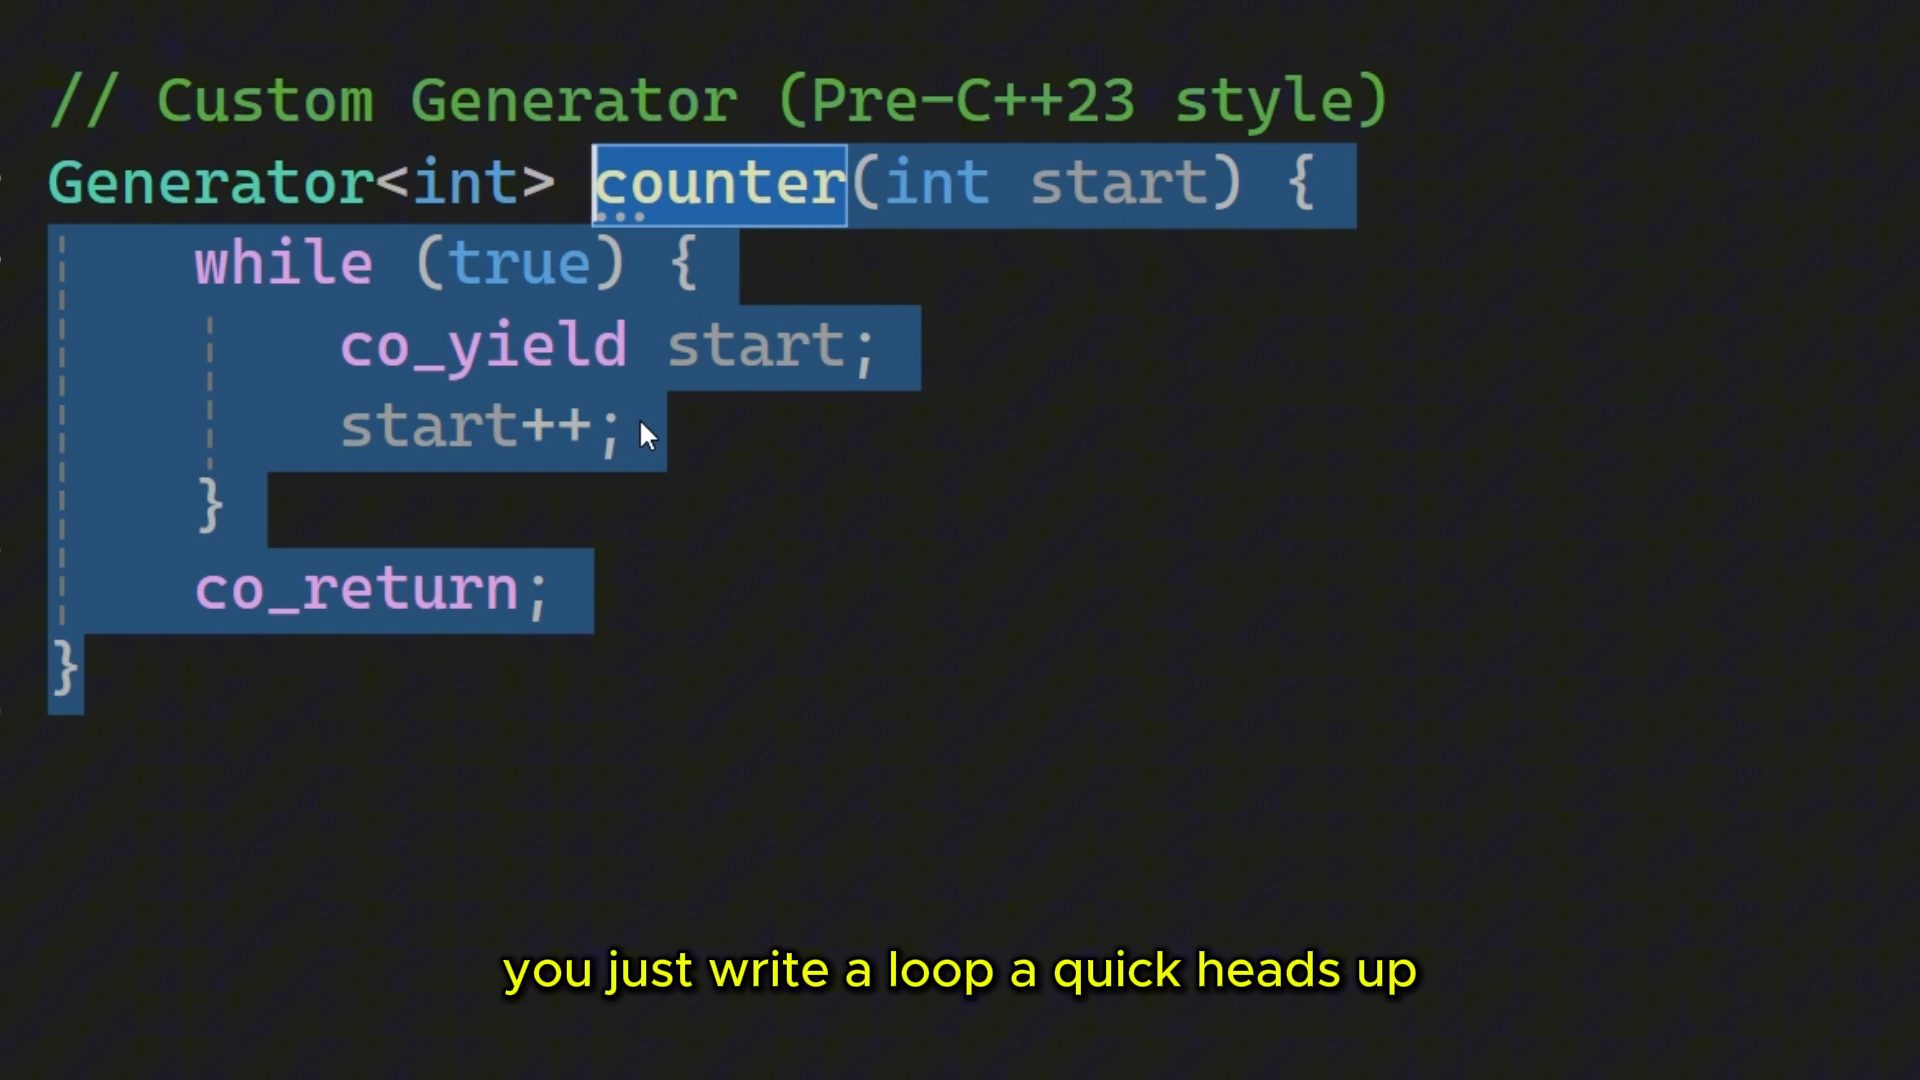 // Custom Generator (Pre-C++23 style)
Generator<int> counter(int start) {
while (true) {
co_yield start;
start++;
}
co_return;
}
you just write a loop a quick heads up